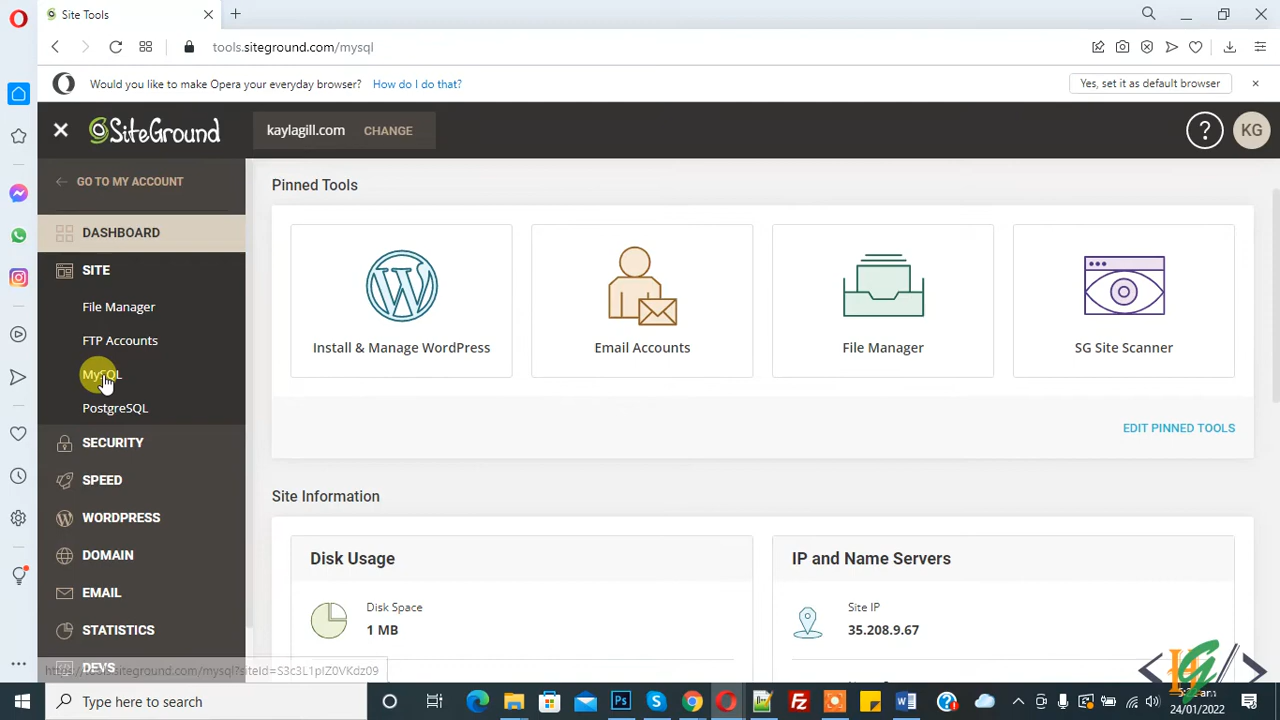 Site Tools
tools.siteground.com/mysql
Would you like to make Opera your everyday browser? How do I do that? Yes, set it as default browser
SiteGround
kaylagill.com CHANGE
? KG
GO TO MY ACCOUNT
DASHBOARD
SITE
File Manager
FTP Accounts
MySQL
PostgreSQL
SECURITY
SPEED
WORDPRESS
DOMAIN
EMAIL
STATISTICS
DEVS
Pinned Tools
Install & Manage WordPress
Email Accounts
File Manager
SG Site Scanner
EDIT PINNED TOOLS
Site Information
Disk Usage
Disk Space
1 MB
IP and Name Servers
Site IP
35.208.9.67
Type here to search
24/01/2022